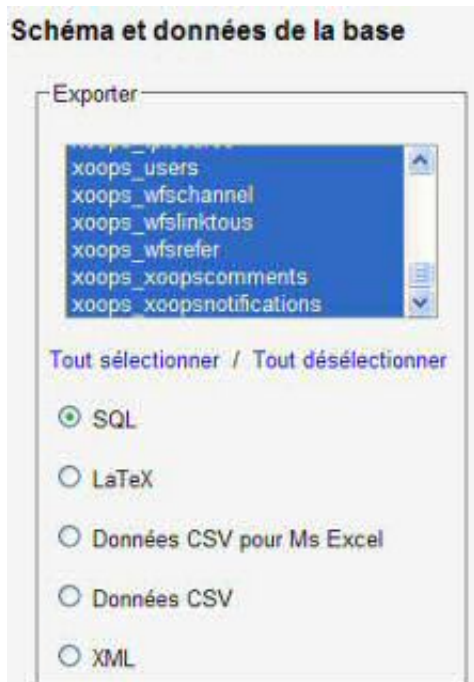 Schéma et données de la base
Exporter
xoops_users
xoops_wfschannel
xoops_wfslinktous
xoops_wfsrefer
xoops_xoopscomments
xoops_xoopsnotifications
Tout sélectionner / Tout désélectionner
SQL
LaTeX
Données CSV pour Ms Excel
Données CSV
XML